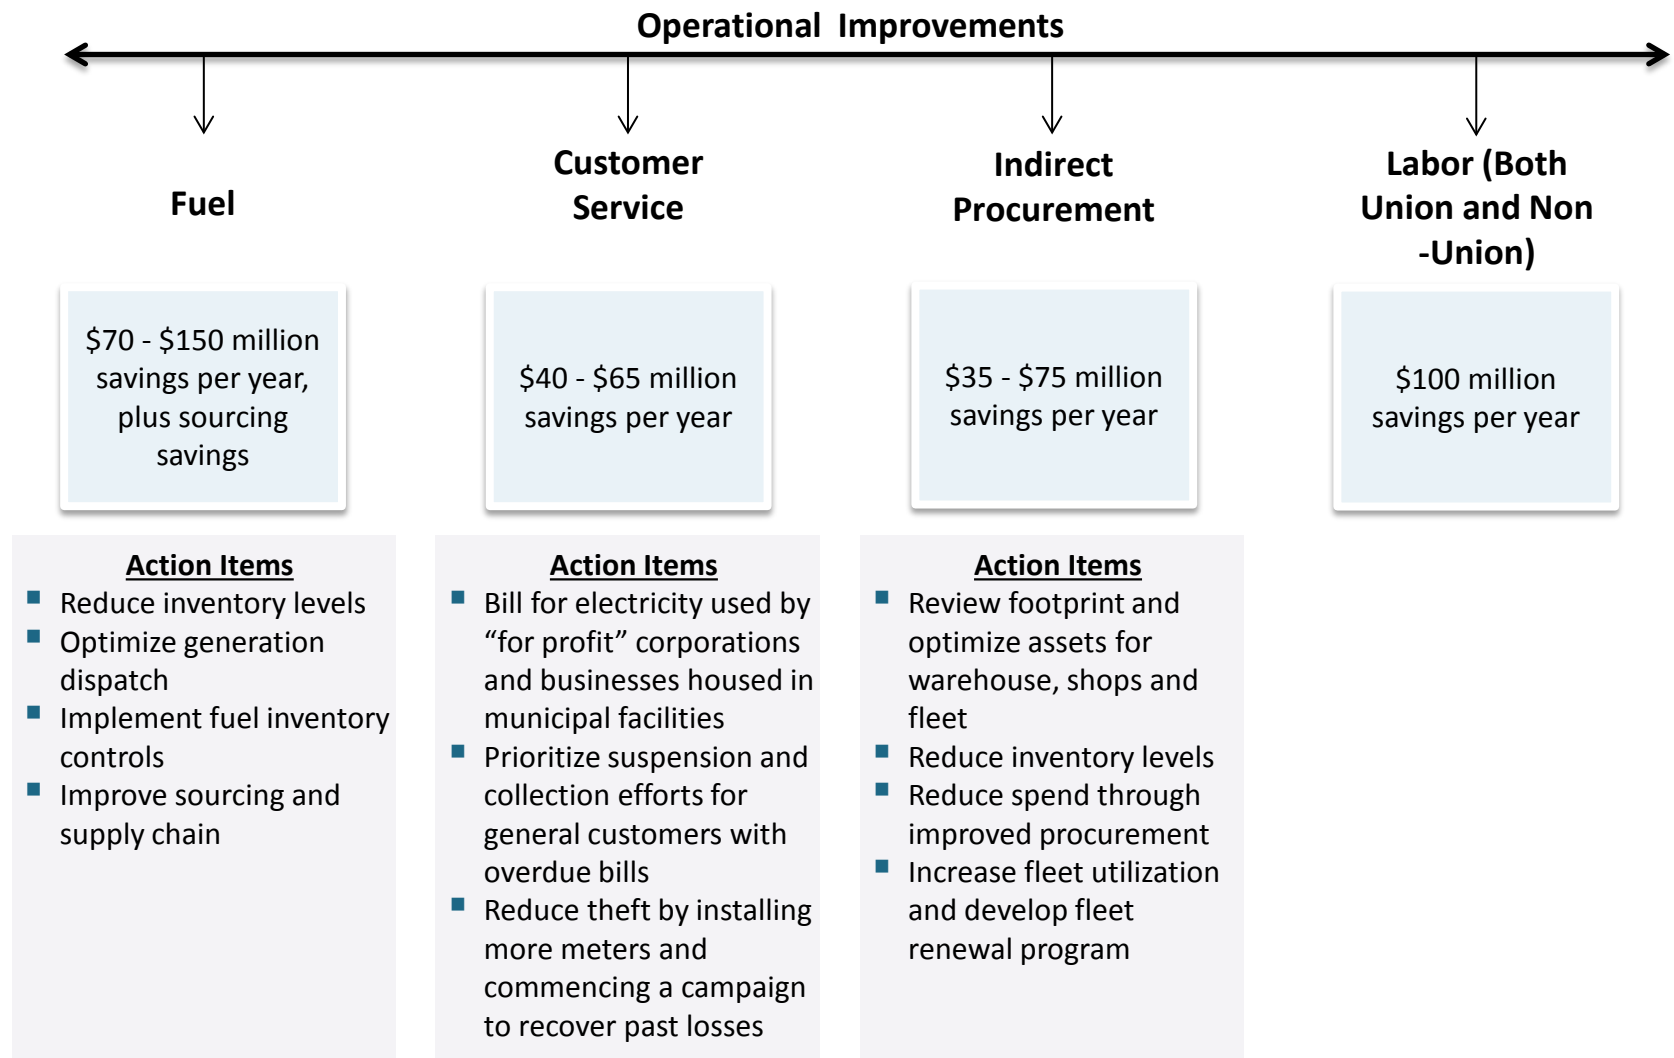 Operational  Improvements
Fuel
$70 - $150 million
savings per year,
plus sourcing
savings
Action Items
Reduce inventory levels
Optimize generation
dispatch
Implement fuel inventory
controls
Improve sourcing and
supply chain
Customer
Service
$40 - $65 million
savings per year
Action Items
Bill for electricity used by
“for profit” corporations
and businesses housed in
municipal facilities
Prioritize suspension and
collection efforts for
general customers with
overdue bills
Reduce theft by installing
more meters and
commencing a campaign
to recover past losses
Indirect
Procurement
$35 - $75 million
savings per year
Action Items
Review footprint and
optimize assets for
warehouse, shops and
fleet
Reduce inventory levels
Reduce spend through
improved procurement
Increase fleet utilization
and develop fleet
renewal program
Labor (Both
Union and Non
-Union)
$100 million
savings per year